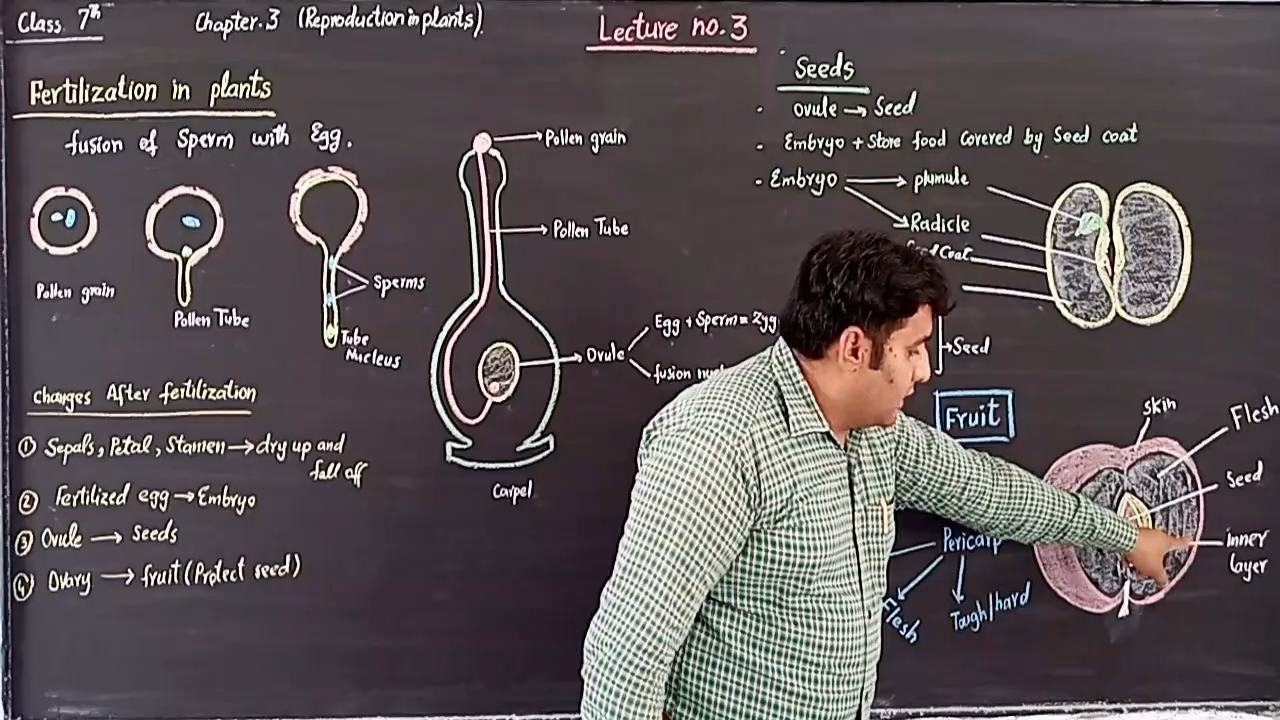 Class 7th
Chapter.3 (Reproduction in plants).
Lecture no.3
Fertilization in plants
fusion of Sperm with Egg.
Pollen grain
Pollen Tube
Sperms
Tube
Nucleus
Changes After fertilization
① Sepals, Petal, Stamen → dry up and
fall off
② Fertilized egg → Embryo
③ Ovule → Seeds
④ Ovary → fruit (Protect seed)
Pollen grain
Pollen Tube
Ovule
Egg + Sperm =
fusion
Carpel
Seeds
- Ovule → Seed
- Embryo + Store food covered by Seed coat
- Embryo → plumule
Radicle
Coat
Seed
Fruit
Skin
Flesh
Seed
inner
layer
Pericarp
Flesh
Tough/hard